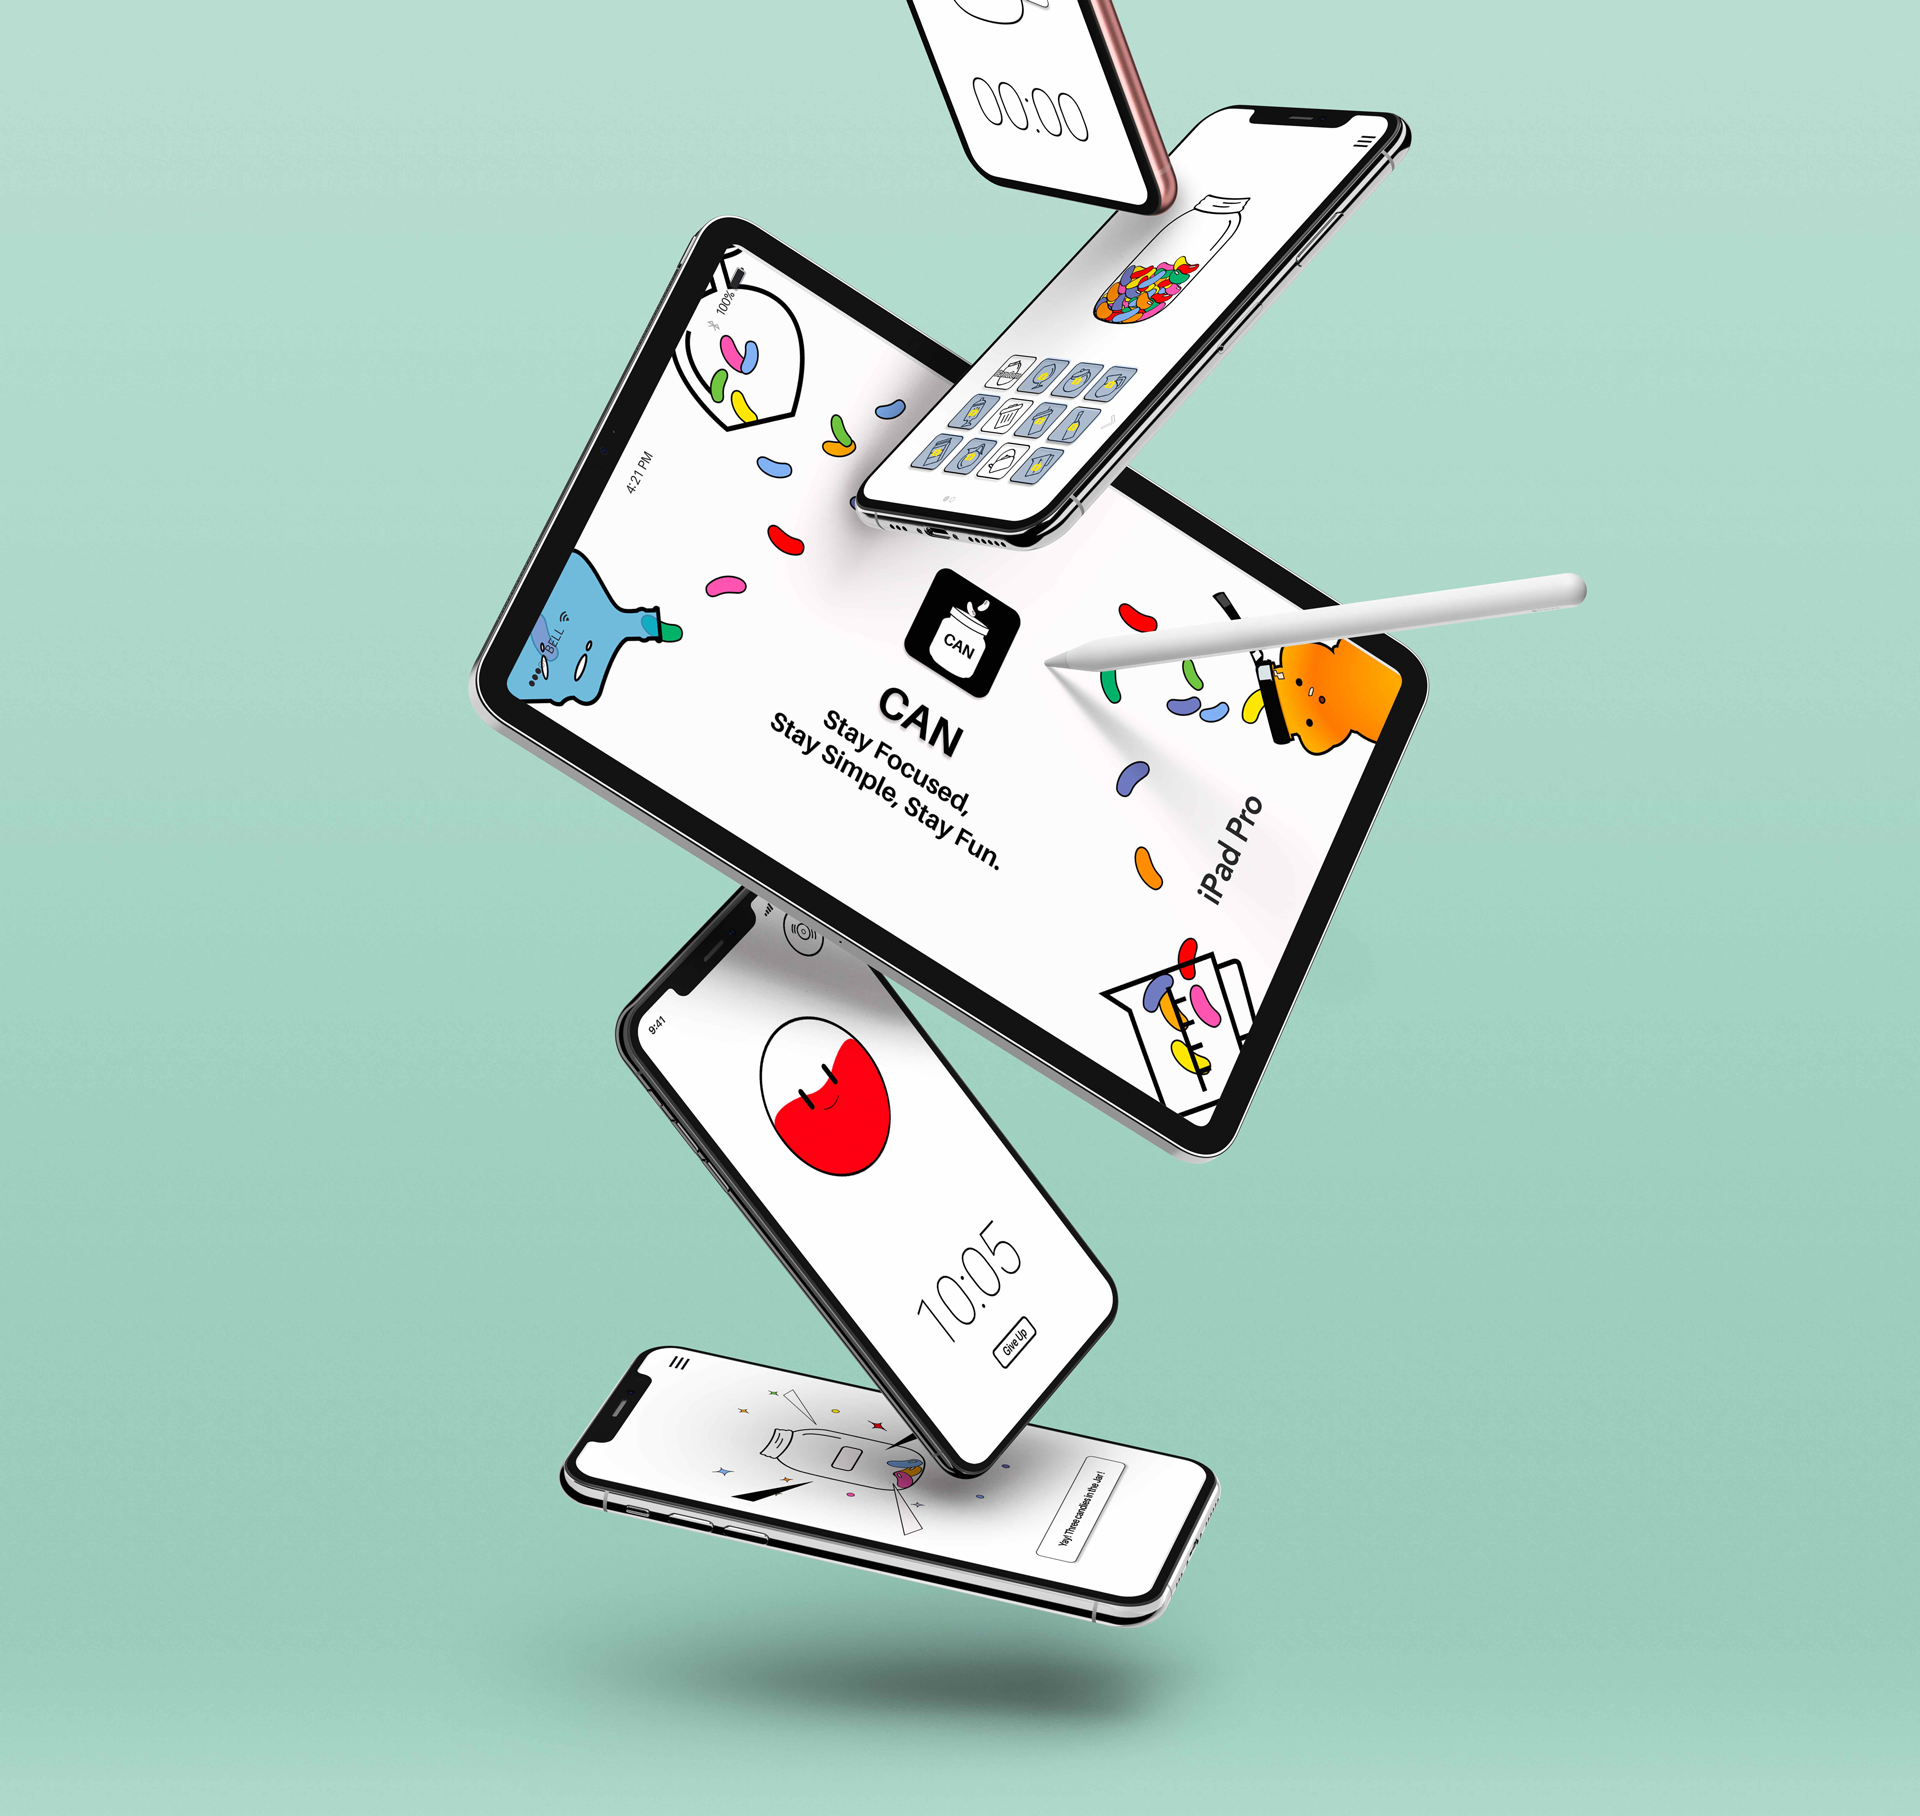 00:00
100%
4:21 PM
BELL
CAN
CAN
Stay Focused,
Stay Simple, Stay Fun.
iPad Pro
9:41
10:05
Give Up
Yay! Three candies in the Jar!